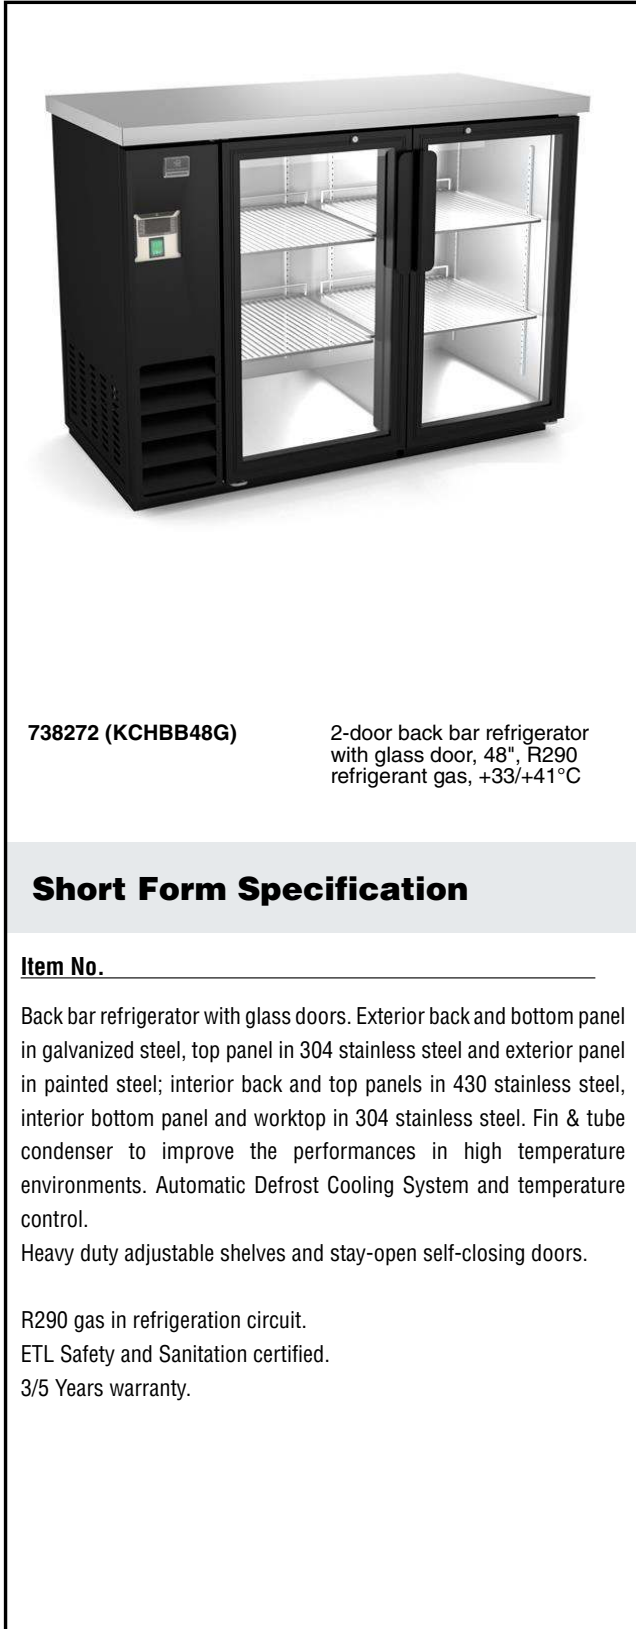 738272 (KCHBB48G)
2-door back bar refrigerator
with glass door, 48", R290
refrigerant gas, +33/+41°C
Short Form Specification
Item No.
Back bar refrigerator with glass doors. Exterior back and bottom panel
in galvanized steel, top panel in 304 stainless steel and exterior panel
in painted steel; interior back and top panels in 430 stainless steel,
interior bottom panel and worktop in 304 stainless steel. Fin & tube
condenser to improve the performances in high temperature
environments. Automatic Defrost Cooling System and temperature
control.
Heavy duty adjustable shelves and stay-open self-closing doors.
R290 gas in refrigeration circuit.
ETL Safety and Sanitation certified.
3/5 Years warranty.